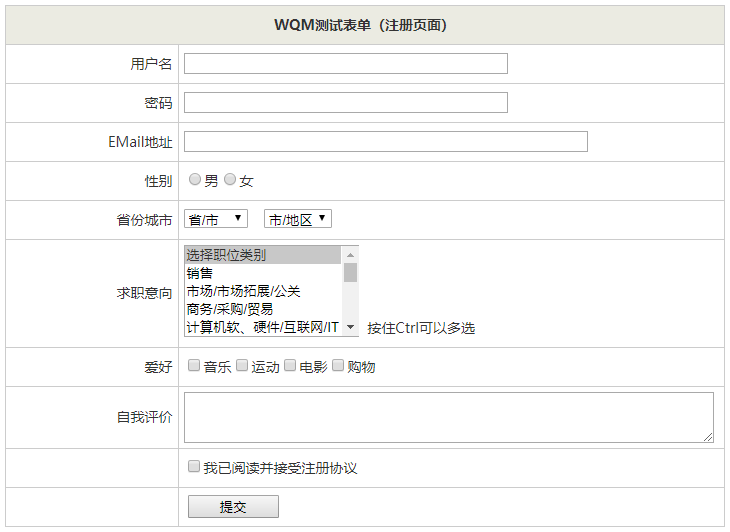 WQM测试表单（注册页面）
用户名
密码
EMail地址
性别 男 女
省份城市 省/市 市/地区
求职意向 选择职位类别
销售
市场/市场拓展/公关
商务/采购/贸易
计算机软、硬件/互联网/IT 按住Ctrl可以多选
爱好 音乐 运动 电影 购物
自我评价
我已阅读并接受注册协议
提交